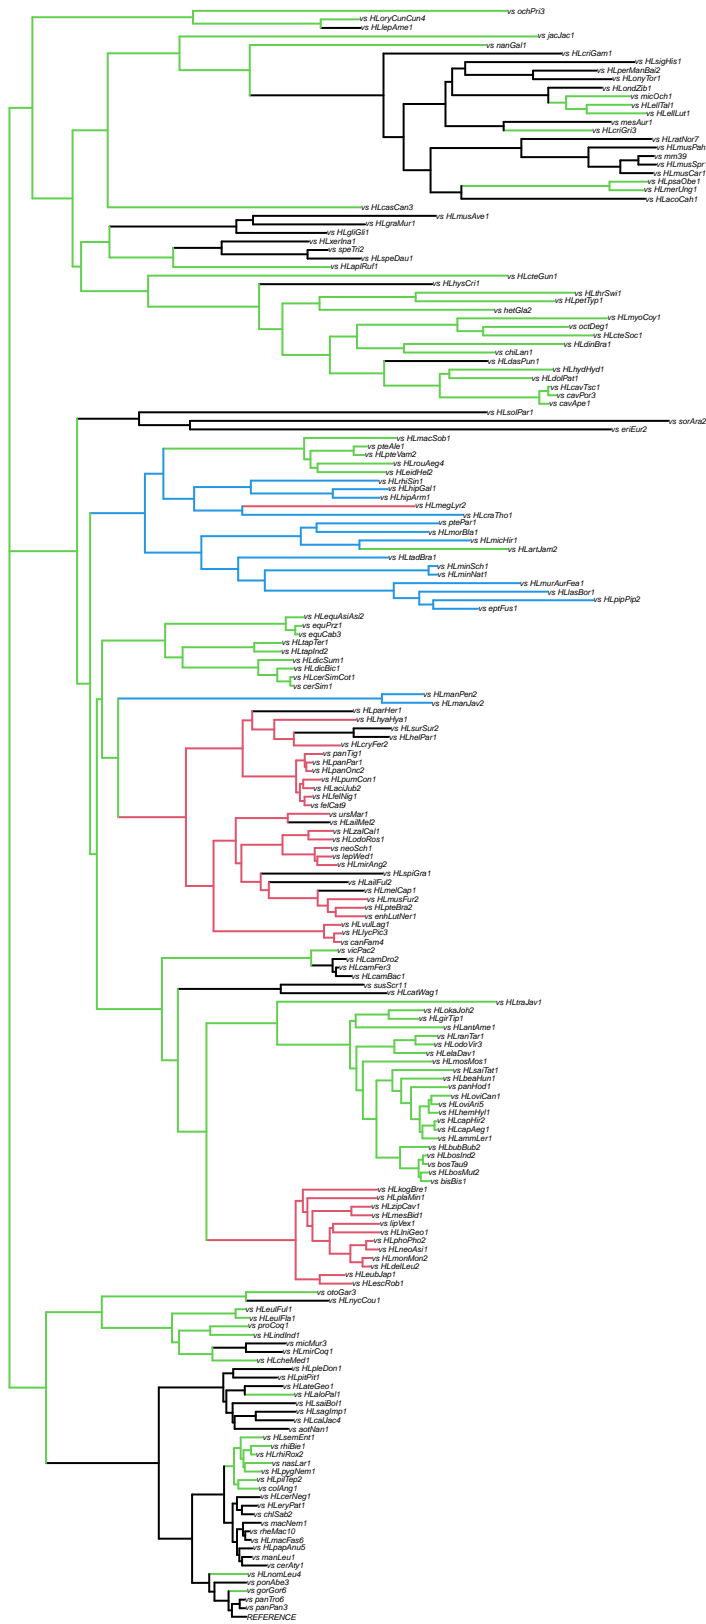 vs ochPri3
vs HLoryCunCun4
vs HLlepAme1
vs jacJac1
vs nanGal1
vs HLcriGam1
vs HLsigHis1
vs HLperManBai2
vs HLonyTor1
vs HLondZib1
vs micOch1
vs HLellTal1
vs HLellLut1
vs mesAur1
vs HLcriGri3
vs HLratNor7
vs HLmusPah
vs mm39
vs HLmusSpr
vs HLmusCar1
vs HLpsaObe1
vs HLmerUng1
vs HLacoCah1
vs HLcasCan3
vs HLmusAve1
vs HLgraMur1
vs HLgliGli1
vs HLxerIna1
vs speTri2
vs HLspeDau1
vs HLaplRuf1
vs HLcteGun1
vs HLhysCri1
vs HLthrSwi1
vs HLpetTyp1
vs hetGla2
vs HLmyoCoy1
vs octDeg1
vs HLcteSoc1
vs HLdinBra1
vs chiLan1
vs HLdasPun1
vs HLhydHyd1
vs HLdolPat1
vs HLcavTsc1
vs cavPor3
vs cavApe1
vs HLsolPar1
vs sorAra2
vs eriEur2
vs HLmacSob1
vs pteAle1
vs HLpteVam2
vs HLrouAeg4
vs HLeidHel2
vs HLrhiSin1
vs HLhipGal1
vs HLhipArm1
vs HLmegLyr2
vs HLcraTho1
vs ptePar1
vs HLmorBla1
vs HLmicHir1
vs HLartJam2
vs HLtadBra1
vs HLminSch1
vs HLminNat1
vs HLmurAurFea1
vs HLlasBor1
vs HLpipPip2
vs eptFus1
vs HLequAsiAsi2
vs equPrz1
vs equCab3
vs HLtapTer1
vs HLtapInd2
vs HLdicSum1
vs HLdicBic1
vs HLcerSimCot1
vs cerSim1
vs HLmanPen2
vs HLmanJav2
vs HLparHer1
vs HLhyaHya1
vs HLsurSur2
vs HLhelPar1
vs HLcryFer2
vs panTig1
vs HLpanPar1
vs HLpanOnc2
vs HLpumCon1
vs HLaciJub2
vs HLfelNig1
vs felCat9
vs ursMar1
vs HLailMel2
vs HLzalCal1
vs HLodoRos1
vs neoSch1
vs lepWed1
vs HLmirAng2
vs HLspiGra1
vs HLailFul2
vs HLmelCap1
vs HLmusFur2
vs HLpteBra2
vs enhLutNer1
vs HLvulLag1
vs HLlycPic3
vs canFam4
vs vicPac2
vs HLcamDro2
vs HLcamFer3
vs HLcamBac1
vs susScr11
vs HLcatWag1
vs HLtraJav1
vs HLokaJoh2
vs HLgirTip1
vs HLantAme1
vs HLranTar1
vs HLodoVir3
vs HLelaDav1
vs HLmosMos1
vs HLsaiTat1
vs HLbeaHun1
vs panHod1
vs HLoviCan1
vs HLoviAri5
vs HLhemHyl1
vs HLcapHir2
vs HLcapAeg1
vs HLammLer1
vs HLbubBub2
vs HLbosInd2
vs bosTau9
vs HLbosMut2
vs bisBis1
vs HLkogBre1
vs HLplaMin1
vs HLzipCav1
vs HLmesBid1
vs lipVex1
vs HLiniGeo1
vs HLphoPho2
vs HLneoAsi1
vs HLmonMon2
vs HLdelLeu2
vs HLeubJap1
vs HLescRob1
vs otoGar3
vs HLnycCou1
vs HLeulFul1
vs HLeulFla1
vs proCoq1
vs HLindInd1
vs micMur3
vs HLmirCoq1
vs HLcheMed1
vs HLpleDon1
vs HLpitPit1
vs HLateGeo1
vs HLaloPal1
vs HLsaiBol1
vs HLsagImp1
vs HLcalJac4
vs aotNan1
vs HLsemEnt1
vs rhiBie1
vs HLrhiRox2
vs nasLar1
vs HLpygNem1
vs HLpilTep2
vs colAng1
vs HLcerNeg1
vs HLeryPat1
vs chlSab2
vs macNem1
vs rheMac10
vs HLmacFas6
vs HLpapAnu5
vs manLeu1
vs cerAty1
vs HLnomLeu4
vs ponAbe3
vs gorGor6
vs panTro6
vs panPan3
REFERENCE